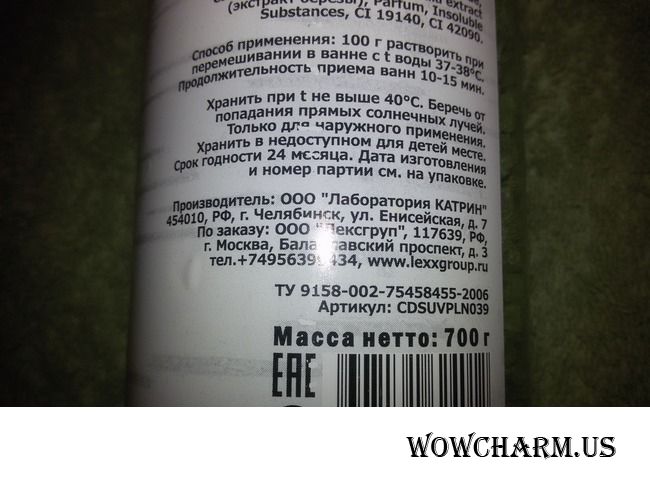 (экстракт березы), Parfum, Insoluble
Substances, CI 19140, CI 42090.
Способ применения: 100 г растворить при
перемешивании в ванне с t воды 37-38°С.
Продолжительность приема ванн 10-15 мин.
Хранить при t не выше 40°С. Беречь от
попадания прямых солнечных лучей.
Только для наружного применения.
Хранить в недоступном для детей месте.
Срок годности 24 месяца. Дата изготовления
и номер партии см. на упаковке.
Производитель: ООО "Лаборатория КАТРИН"
454010, РФ, г. Челябинск, ул. Енисейская, д. 7
По заказу: ООО "Лексгруп", 117639, РФ,
г. Москва, Балаклавский проспект, д. 3
434, www.lexxgroup.ru
ТУ 9158-002-75458455-2006
Артикул: CDSUVPLN039
Масса нетто: 700 г
EAC
WOWCHARM.US